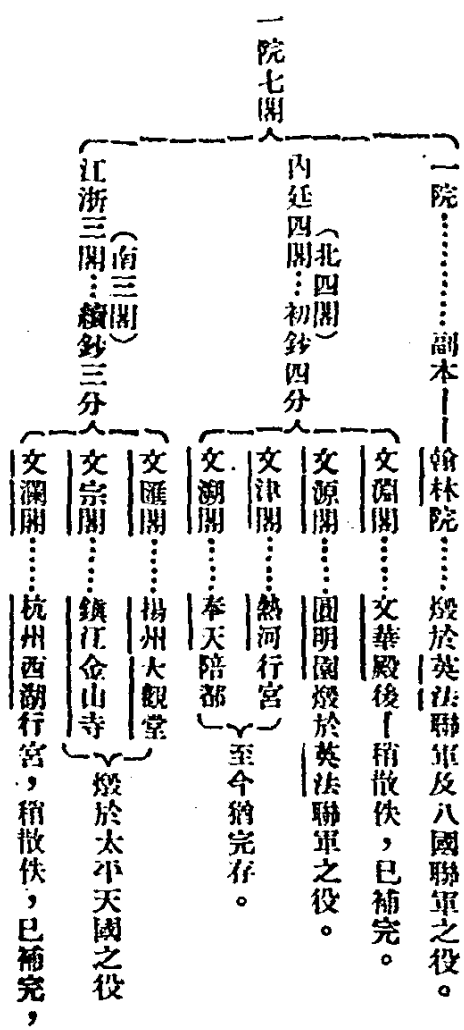 一院七閣
一院………副本——翰林院……燬於英法聯軍及八國聯軍之役。
內廷四閣…初鈔四分
（北四閣）
文淵閣……文華殿後—稍散佚，已補完。
文源閣……圓明園燬於英法聯軍之役。
文津閣……熱河行宮
文溯閣……奉天陪都
至今猶完存。
江浙三閣…續鈔三分
（南三閣）
文匯閣……揚州大觀堂
文宗閣……鎮江金山寺
燬於太平天國之役
文瀾閣……杭州西湖行宮，稍散佚，已補完，